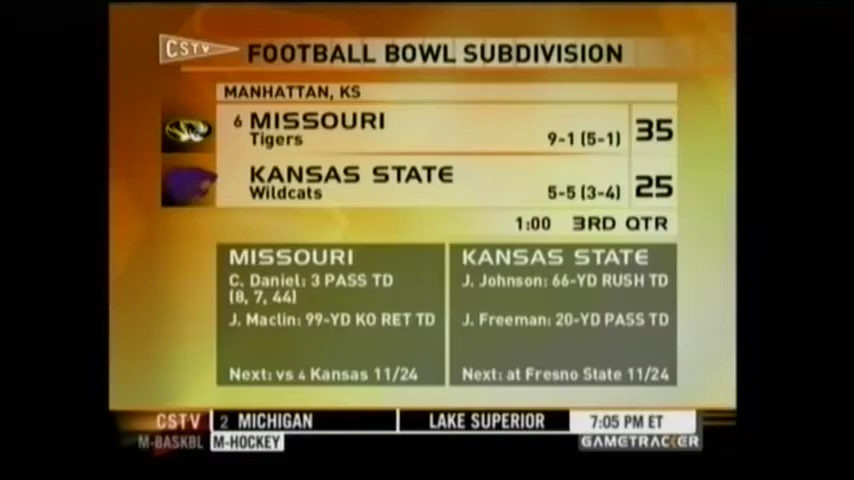 CSTV FOOTBALL BOWL SUBDIVISION
MANHATTAN, KS
6 MISSOURI
Tigers 9-1 (5-1) 35
KANSAS STATE
Wildcats 5-5 (3-4) 25
1:00 3RD QTR
MISSOURI
C. Daniel: 3 PASS TD
(8, 7, 44)
J. Maclin: 99-YD KO RET TD
Next: vs 4 Kansas 11/24
KANSAS STATE
J. Johnson: 66-YD RUSH TD
J. Freeman: 20-YD PASS TD
Next: at Fresno State 11/24
CSTV 2 MICHIGAN LAKE SUPERIOR 7:05 PM ET
M-BASKBL M-HOCKEY GAMETRACKER